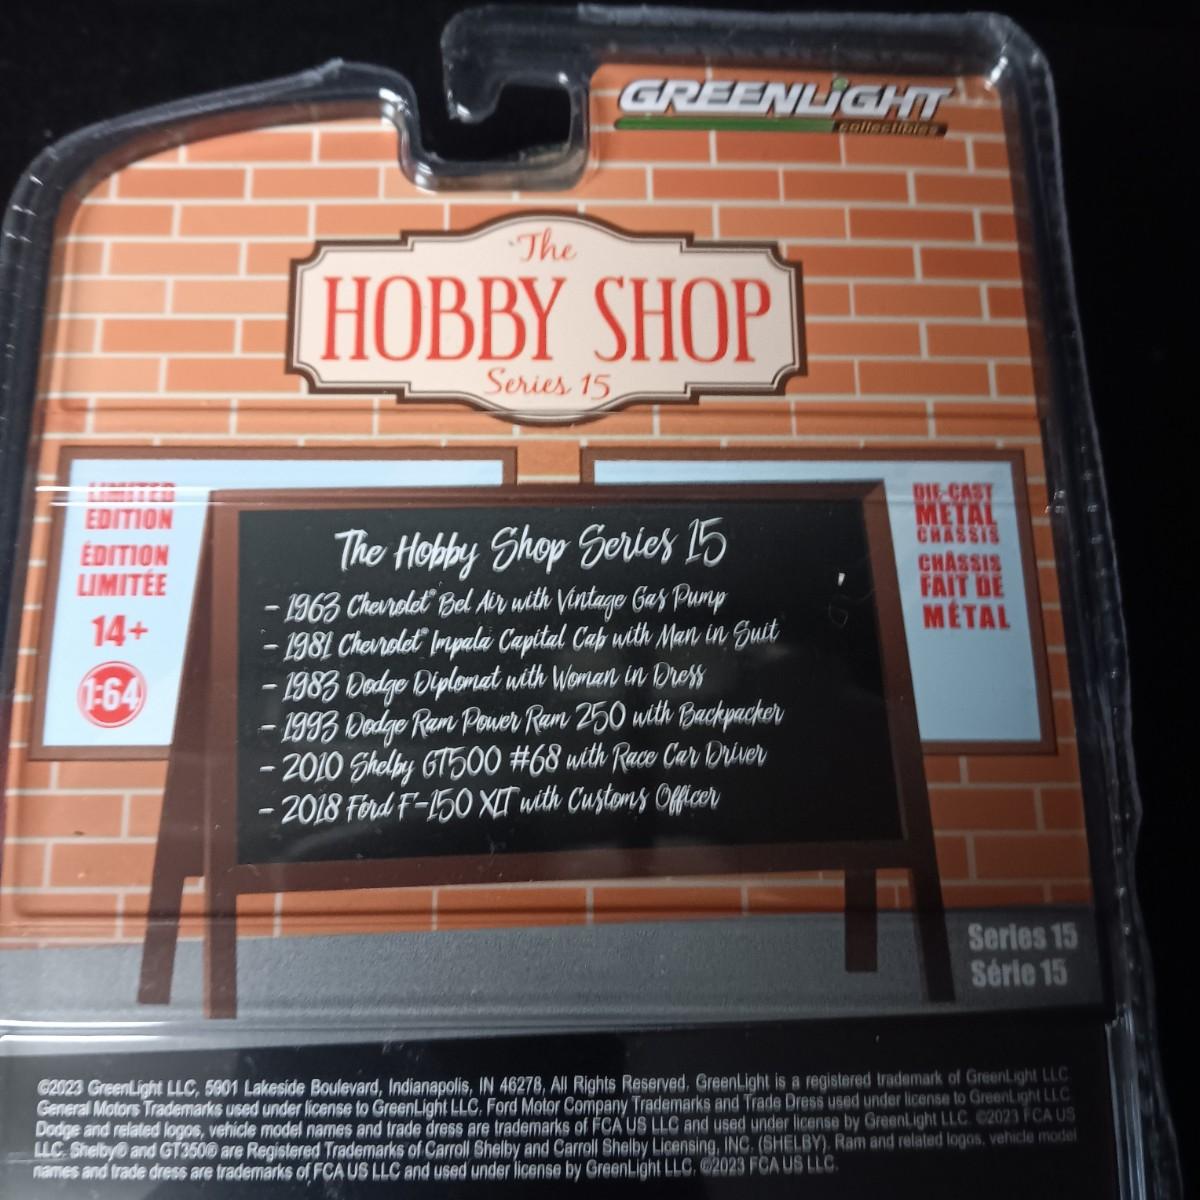 GREENLiGHT
collectibles
The
HOBBY SHOP
Series 15
LIMITED
EDITION
ÉDITION
LIMITÉE
14+
1:64
DIE-CAST
METAL
CHASSIS
CHÂSSIS
FAIT DE
MÉTAL
The Hobby Shop Series 15
- 1963 Chevrolet® Bel Air with Vintage Gas Pump
- 1981 Chevrolet® Impala Capital Cab with Man in Suit
- 1983 Dodge Diplomat with Woman in Dress
- 1993 Dodge Ram Power Ram 250 with Backpacker
- 2010 Shelby GT500 #68 with Race Car Driver
- 2018 Ford F-150 XLT with Customs Officer
Series 15
Série 15
©2023 GreenLight LLC, 5901 Lakeside Boulevard, Indianapolis, IN 46278, All Rights Reserved. GreenLight is a registered trademark of GreenLight LLC.
General Motors Trademarks used under license to GreenLight LLC. Ford Motor Company Trademarks and Trade Dress used under license to GreenLight LLC.
Dodge and related logos, vehicle model names and trade dress are trademarks of FCA US LLC and used under license by GreenLight LLC. ©2023 FCA US
LLC. Shelby® and GT350® are Registered Trademarks of Carroll Shelby and Carroll Shelby Licensing, INC. (SHELBY). Ram and related logos, vehicle model
names and trade dress are trademarks of FCA US LLC and used under license by GreenLight LLC. ©2023 FCA US LLC.